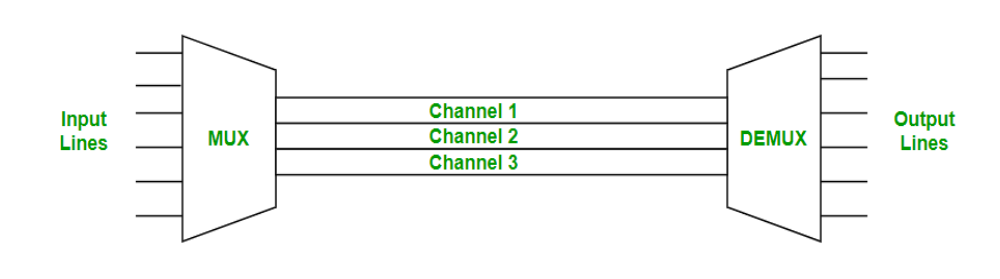 Input
Lines
MUX
Channel 1
Channel 2
Channel 3
DEMUX
Output
Lines